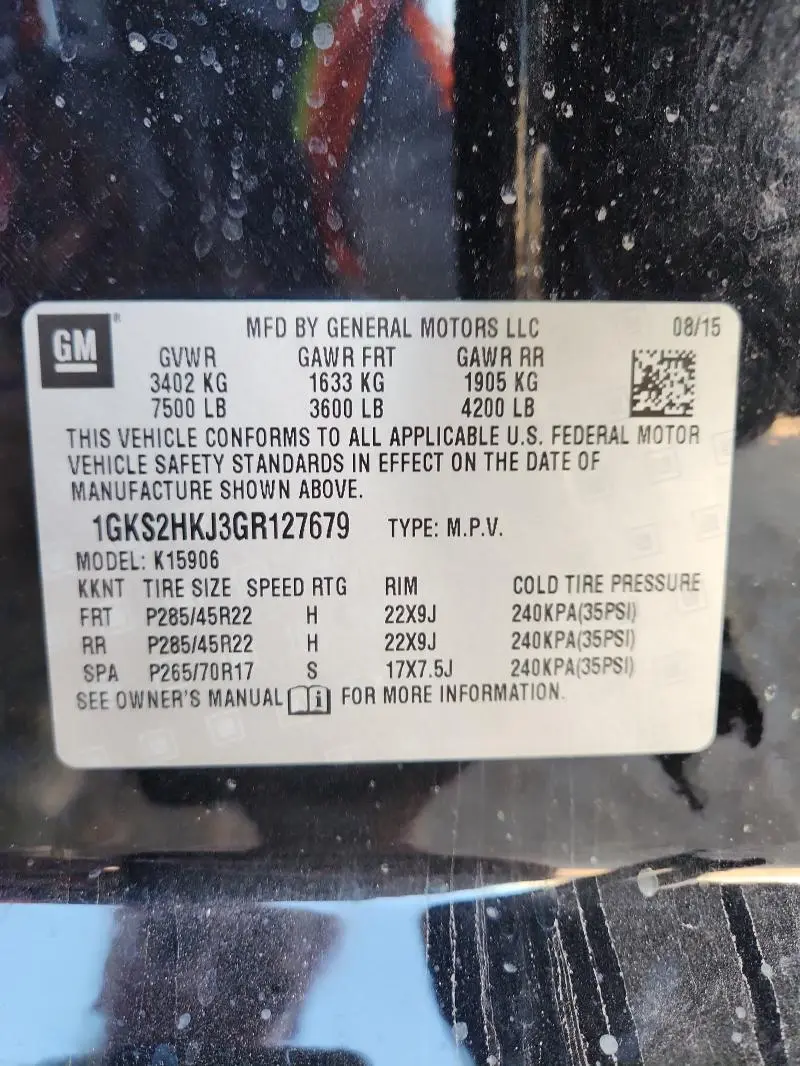 GM® MFD BY GENERAL MOTORS LLC 08/15
GVWR GAWR FRT GAWR RR
3402 KG 1633 KG 1905 KG
7500 LB 3600 LB 4200 LB
THIS VEHICLE CONFORMS TO ALL APPLICABLE U.S. FEDERAL MOTOR
VEHICLE SAFETY STANDARDS IN EFFECT ON THE DATE OF
MANUFACTURE SHOWN ABOVE.
1GKS2HKJ3GR127679 TYPE: M.P.V.
MODEL: K15906
KKNT TIRE SIZE SPEED RTG RIM COLD TIRE PRESSURE
FRT P285/45R22 H 22X9J 240KPA(35PSI)
RR P285/45R22 H 22X9J 240KPA(35PSI)
SPA P265/70R17 S 17X7.5J 240KPA(35PSI)
SEE OWNER'S MANUAL i FOR MORE INFORMATION.